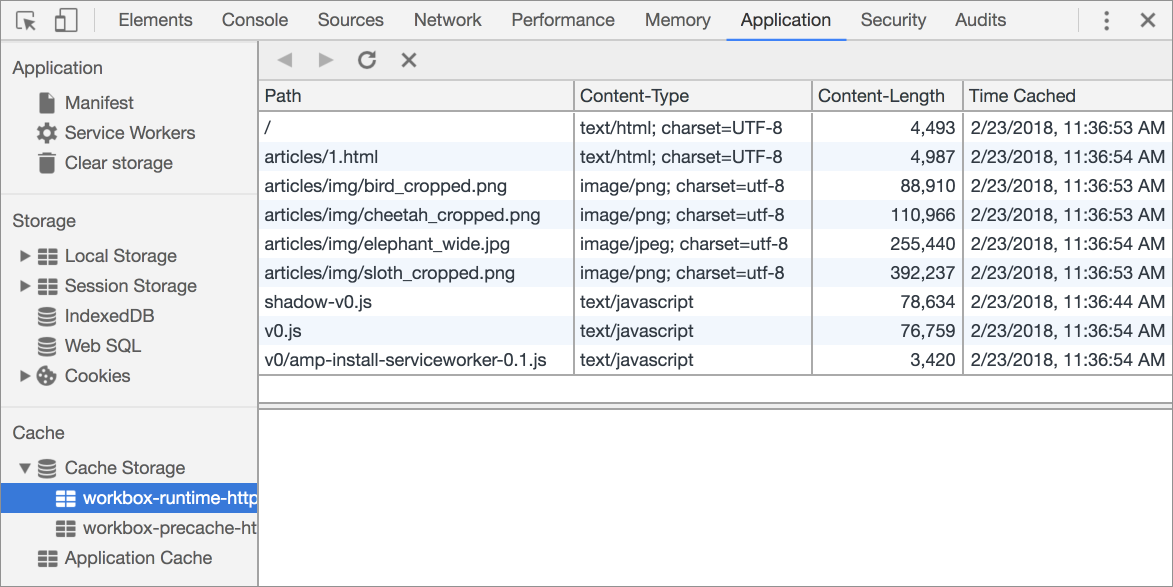 Elements Console Sources Network Performance Memory Application Security Audits
Application
Manifest
Service Workers
Clear storage
Storage
Local Storage
Session Storage
IndexedDB
Web SQL
Cookies
Cache
Cache Storage
workbox-runtime-http
workbox-precache-ht
Application Cache
Path Content-Type Content-Length Time Cached
/ text/html; charset=UTF-8 4,493 2/23/2018, 11:36:53 AM
articles/1.html text/html; charset=UTF-8 4,987 2/23/2018, 11:36:54 AM
articles/img/bird_cropped.png image/png; charset=utf-8 88,910 2/23/2018, 11:36:53 AM
articles/img/cheetah_cropped.png image/png; charset=utf-8 110,966 2/23/2018, 11:36:53 AM
articles/img/elephant_wide.jpg image/jpeg; charset=utf-8 255,440 2/23/2018, 11:36:54 AM
articles/img/sloth_cropped.png image/png; charset=utf-8 392,237 2/23/2018, 11:36:53 AM
shadow-v0.js text/javascript 78,634 2/23/2018, 11:36:44 AM
v0.js text/javascript 76,759 2/23/2018, 11:36:54 AM
v0/amp-install-serviceworker-0.1.js text/javascript 3,420 2/23/2018, 11:36:54 AM